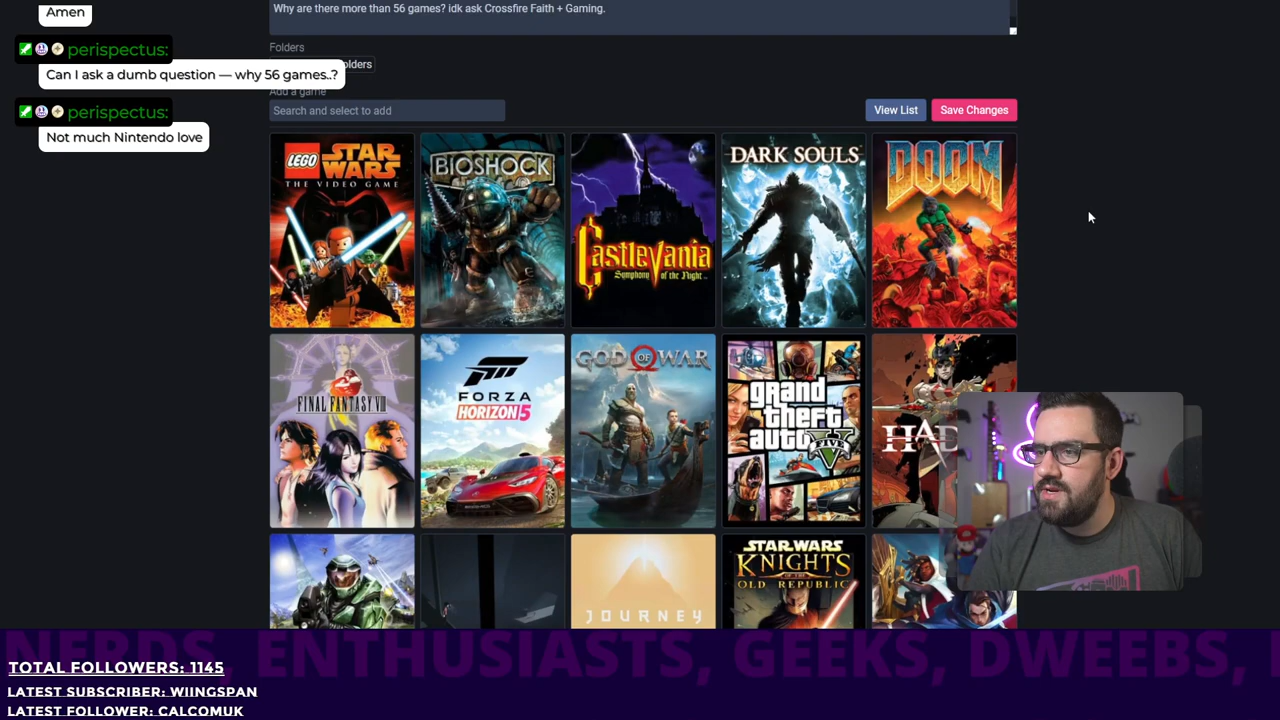 Amen
perispectus:
Can I ask a dumb question — why 56 games..?
perispectus:
Not much Nintendo love
Why are there more than 56 games? idk ask Crossfire Faith + Gaming.
Folders
olders
Add a game
Search and select to add
View List
Save Changes
LEGO STAR WARS
THE VIDEO GAME
BIOSHOCK
Castlevania
Symphony of the Night
DARK SOULS
DOOM
FINAL FANTASY VIII
FORZA
HORIZON 5
GOD OF WAR
grand theft auto V
FIVE
HAD
JOURNEY
STAR WARS
KNIGHTS
OF THE
OLD REPUBLIC
NERDS, ENTHUSIASTS, GEEKS, DWEEBS,
TOTAL FOLLOWERS: 1145
LATEST SUBSCRIBER: WIINGSPAN
LATEST FOLLOWER: CALCOMUK